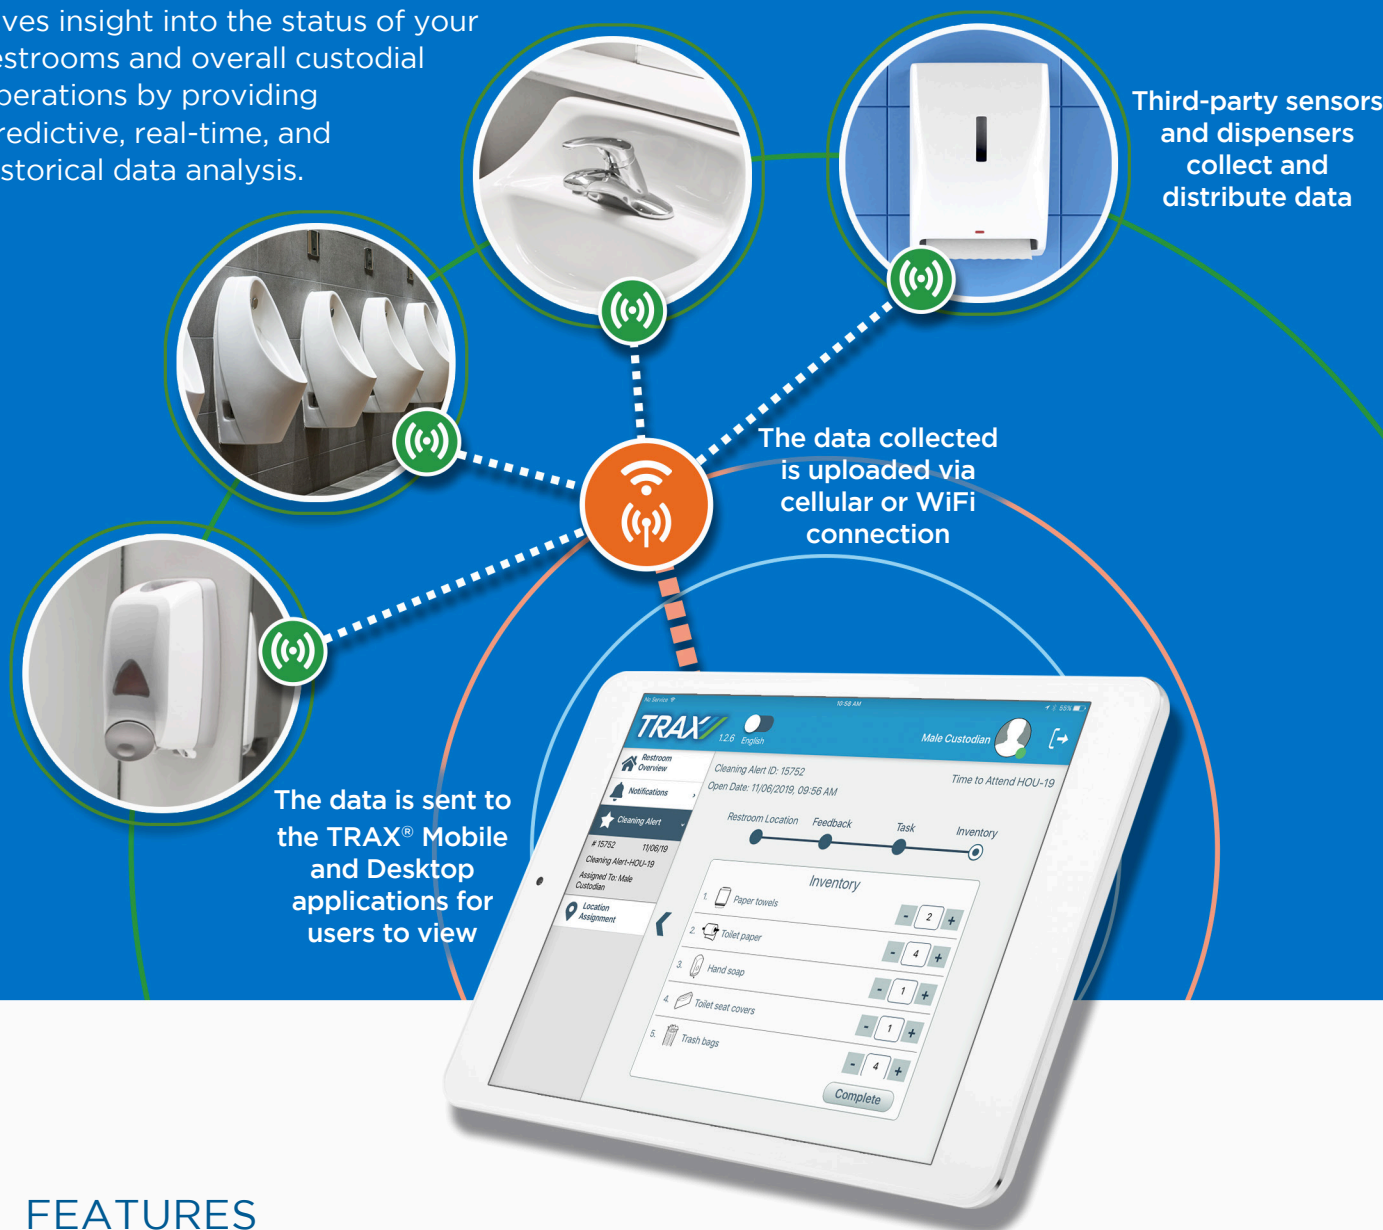 ves insight into the status of your
estrooms and overall custodial
perations by providing
redictive, real-time, and
storical data analysis.
Third-party sensors
and dispensers
collect and
distribute data
The data collected
is uploaded via
cellular or WiFi
connection
The data is sent to
the TRAX® Mobile
and Desktop
applications for
users to view
No Service
10:58 AM
55%
TRAX
1.2.6 English
Male Custodian
Restroom
Overview
Notifications
Cleaning Alert
# 15752 11/06/19
Cleaning Alert-HOU-19
Assigned To: Male
Custodian
Location
Assignment
Cleaning Alert ID: 15752
Time to Attend HOU-19
Open Date: 11/06/2019, 09:56 AM
Restroom Location Feedback Task Inventory
Inventory
1. Paper towels - 2 +
2. Toilet paper - 4 +
3. Hand soap - 1 +
4. Toilet seat covers - 1 +
5. Trash bags - 4 +
Complete
FEATURES